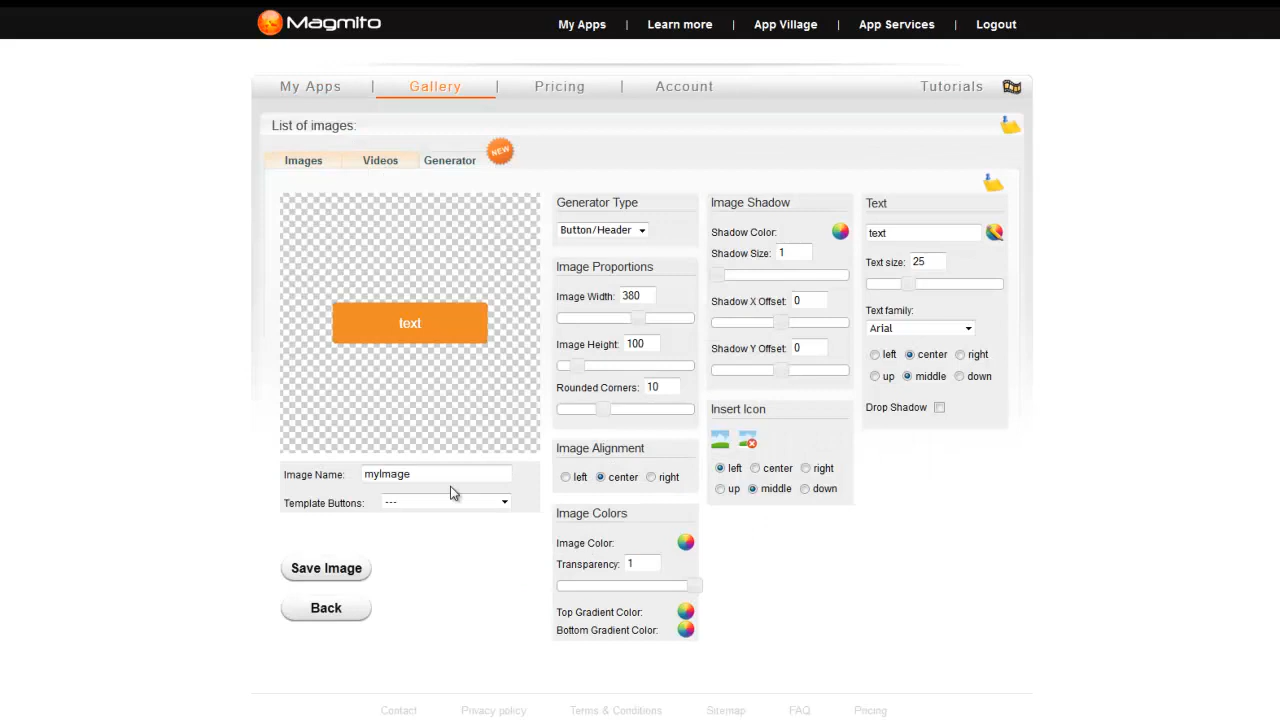 Magmito
My Apps | Learn more | App Village | App Services | Logout
My Apps | Gallery | Pricing | Account Tutorials
List of images:
Images Videos Generator NEW
text
Image Name: myImage
Template Buttons: ---
Save Image
Back
Generator Type
Button/Header
Image Proportions
Image Width: 380
Image Height: 100
Rounded Corners: 10
Image Alignment
left center right
Image Colors
Image Color:
Transparency: 1
Top Gradient Color:
Bottom Gradient Color:
Image Shadow
Shadow Color:
Shadow Size: 1
Shadow X Offset: 0
Shadow Y Offset: 0
Insert Icon
left center right
up middle down
Text
text
Text size: 25
Text family:
Arial
left center right
up middle down
Drop Shadow
Contact Privacy policy Terms & Conditions Sitemap FAQ Pricing